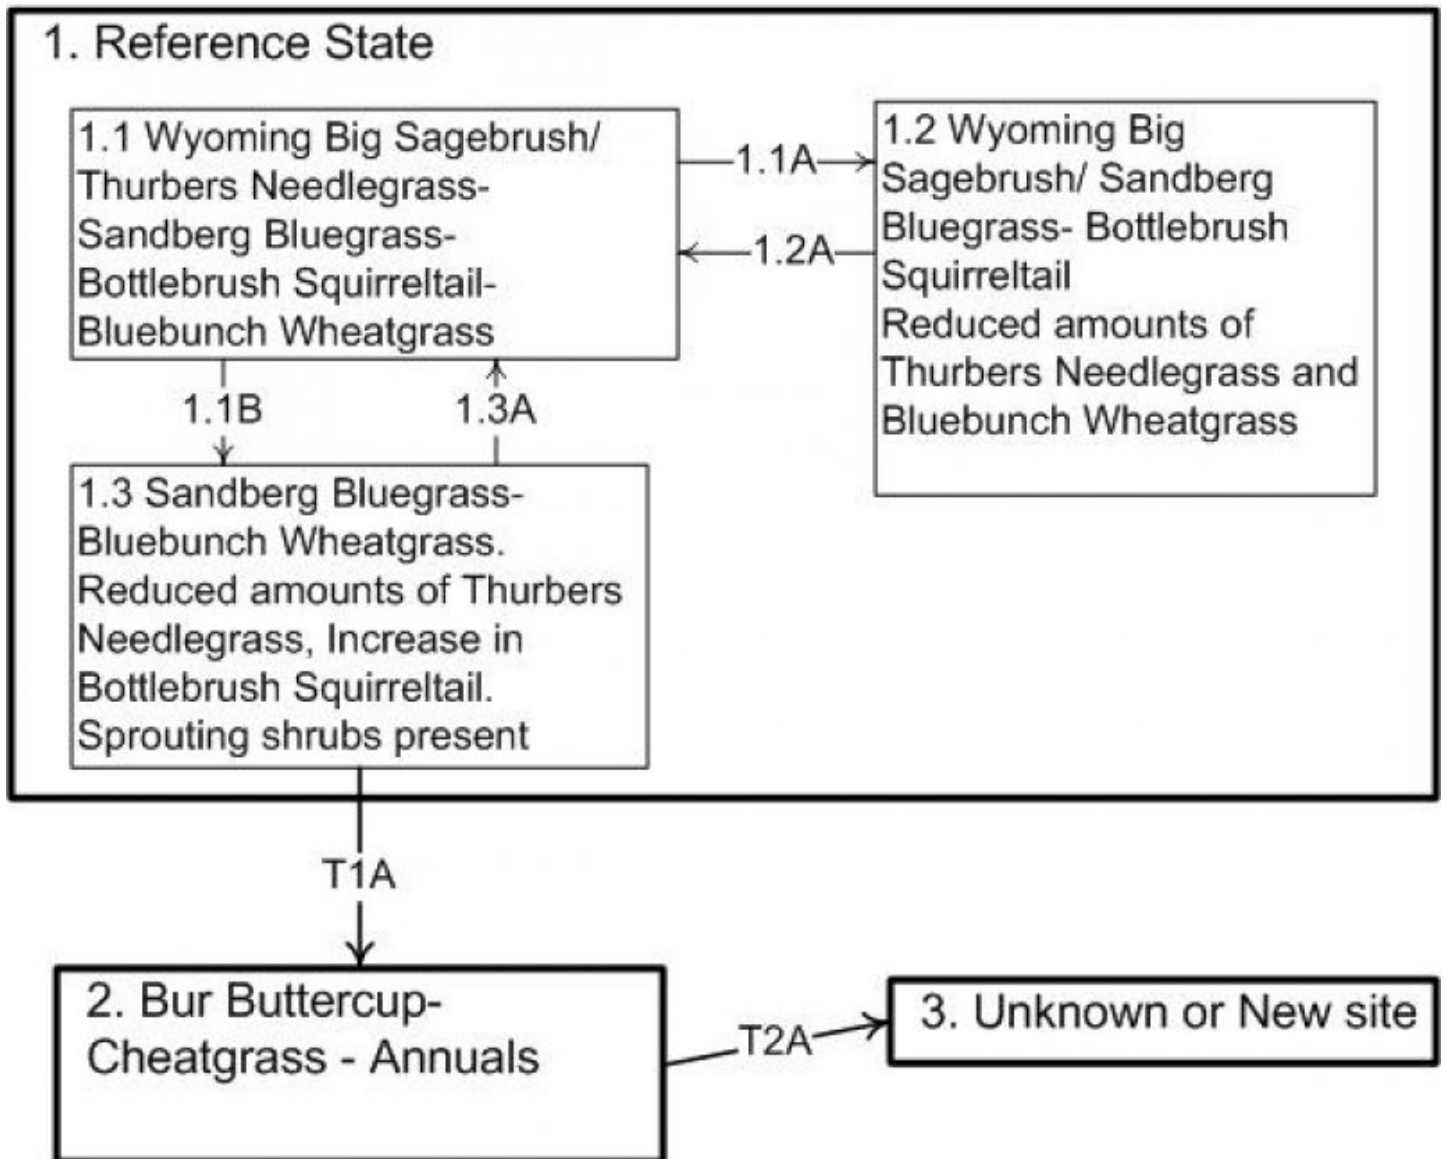 1. Reference State
1.1 Wyoming Big Sagebrush/
Thurbers Needlegrass-
Sandberg Bluegrass-
Bottlebrush Squirreltail-
Bluebunch Wheatgrass
1.1A
1.2A
1.2 Wyoming Big
Sagebrush/ Sandberg
Bluegrass- Bottlebrush
Squirreltail
Reduced amounts of
Thurbers Needlegrass and
Bluebunch Wheatgrass
1.1B
1.3A
1.3 Sandberg Bluegrass-
Bluebunch Wheatgrass.
Reduced amounts of Thurbers
Needlegrass, Increase in
Bottlebrush Squirreltail.
Sprouting shrubs present
T1A
2. Bur Buttercup-
Cheatgrass - Annuals
T2A
3. Unknown or New site